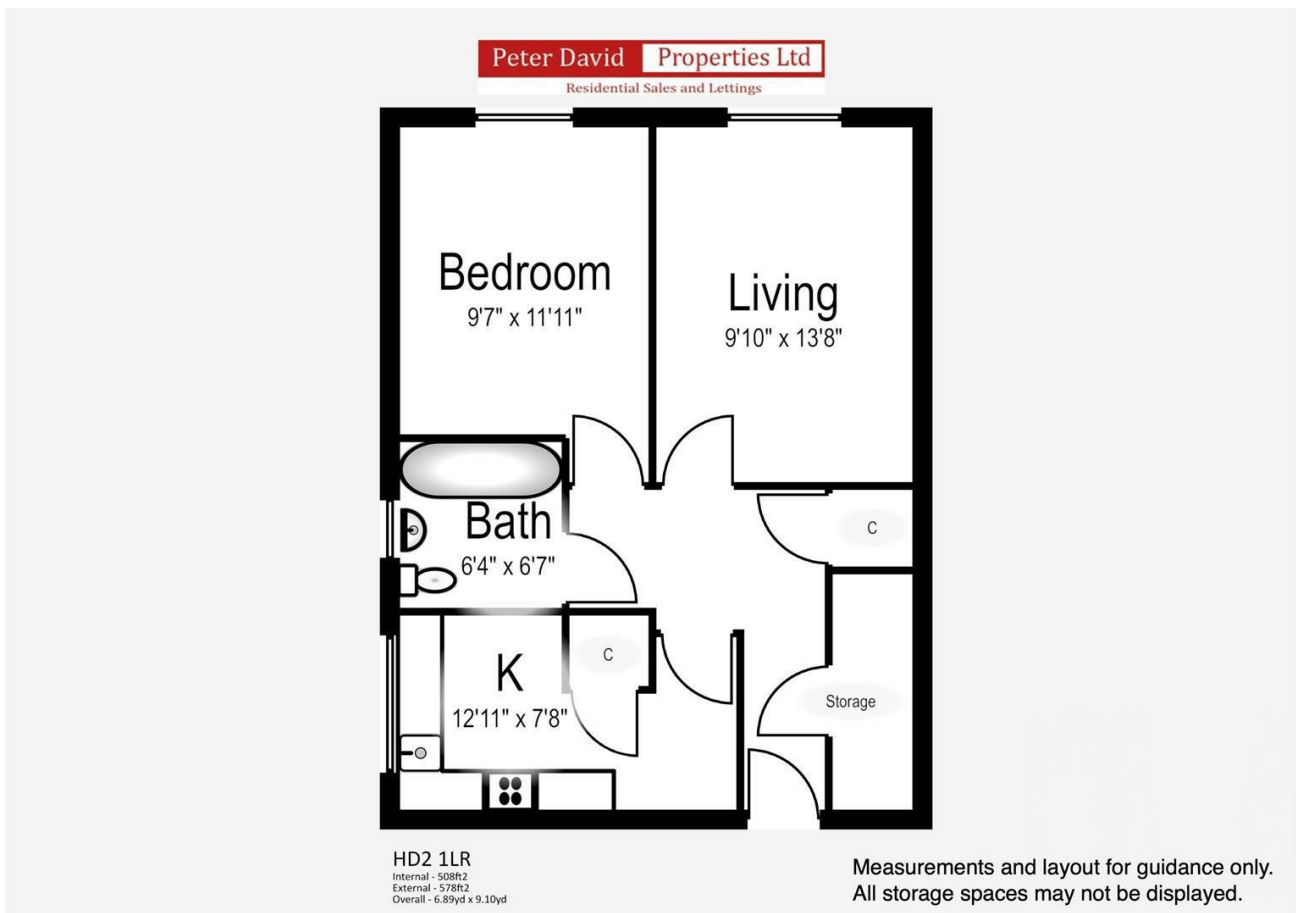 Peter David Properties Ltd
Residential Sales and Lettings
Bedroom
9'7" x 11'11"
Living
9'10" x 13'8"
Bath
6'4" x 6'7"
C
K
12'11" x 7'8"
C
Storage
HD2 1LR
Internal - 508ft2
External - 578ft2
Overall - 6.89yd x 9.10yd
Measurements and layout for guidance only.
All storage spaces may not be displayed.